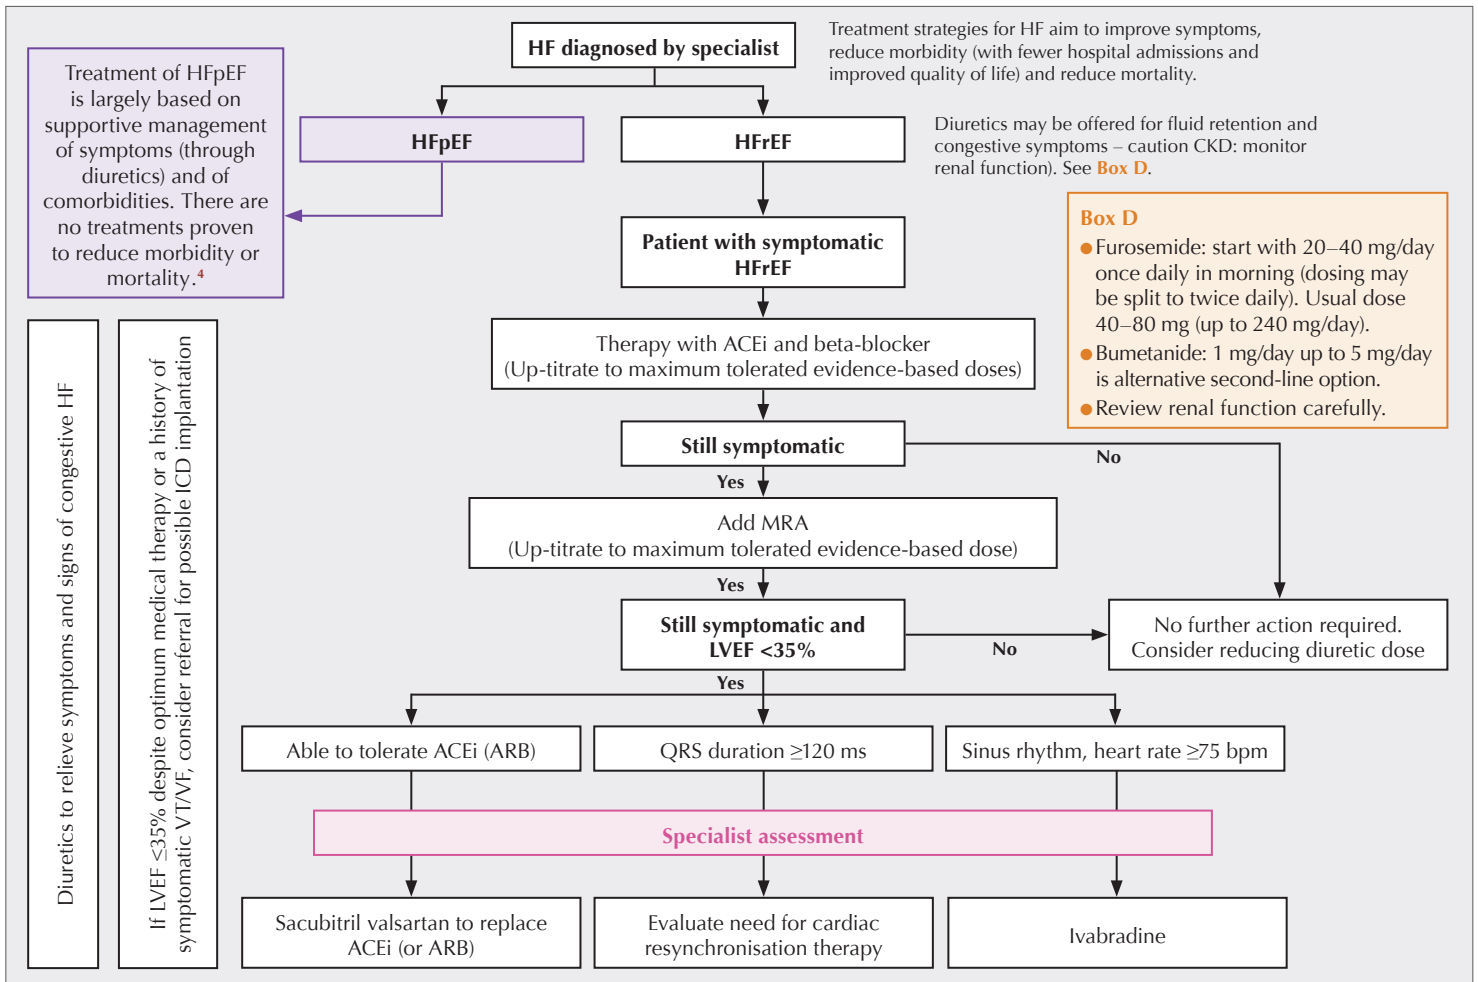 HF diagnosed by specialist
Treatment strategies for HF aim to improve symptoms,
reduce morbidity (with fewer hospital admissions and
improved quality of life) and reduce mortality.
Treatment of HFpEF
is largely based on
supportive management
of symptoms (through
diuretics) and of
comorbidities. There are
no treatments proven
to reduce morbidity or
mortality.4
HFpEF
HFrEF
Diuretics may be offered for fluid retention and
congestive symptoms – caution CKD: monitor
renal function). See Box D.
Box D
● Furosemide: start with 20–40 mg/day
once daily in morning (dosing may
be split to twice daily). Usual dose
40–80 mg (up to 240 mg/day).
● Bumetanide: 1 mg/day up to 5 mg/day
is alternative second-line option.
● Review renal function carefully.
Patient with symptomatic
HFrEF
Diuretics to relieve symptoms and signs of congestive HF
If LVEF ≤35% despite optimum medical therapy or a history of
symptomatic VT/VF, consider referral for possible ICD implantation
Therapy with ACEi and beta-blocker
(Up-titrate to maximum tolerated evidence-based doses)
Still symptomatic
No
Yes
Add MRA
(Up-titrate to maximum tolerated evidence-based dose)
Yes
Still symptomatic and
LVEF <35%
No
No further action required.
Consider reducing diuretic dose
Yes
Able to tolerate ACEi (ARB)
QRS duration ≥120 ms
Sinus rhythm, heart rate ≥75 bpm
Specialist assessment
Sacubitril valsartan to replace
ACEi (or ARB)
Evaluate need for cardiac
resynchronisation therapy
Ivabradine